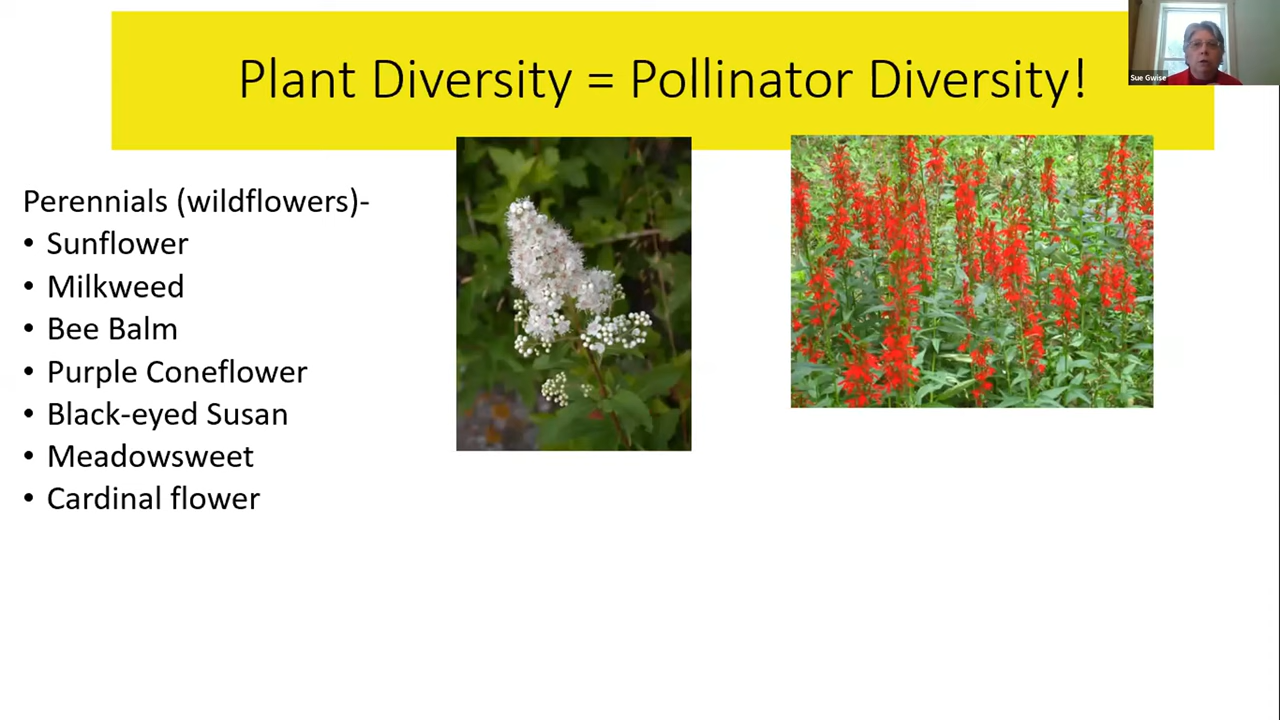 Plant Diversity = Pollinator Diversity!
Sue Gwise
Perennials (wildflowers)-
• Sunflower
• Milkweed
• Bee Balm
• Purple Coneflower
• Black-eyed Susan
• Meadowsweet
• Cardinal flower